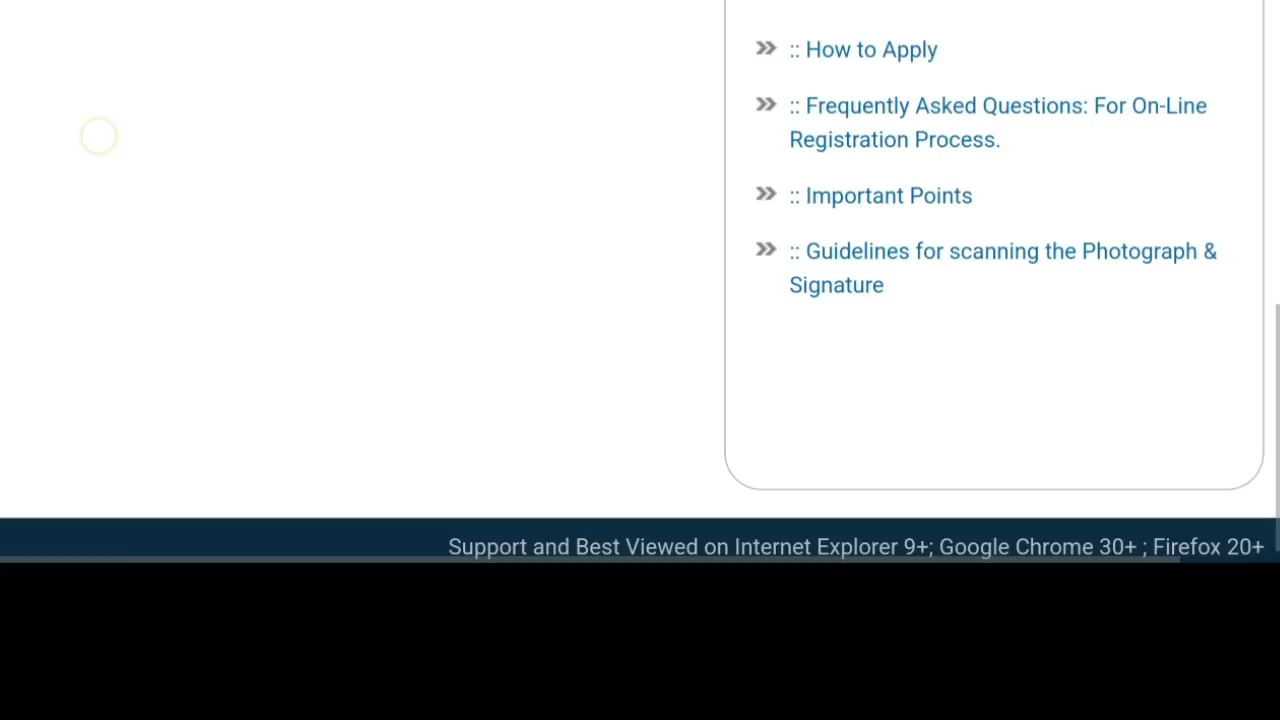 :: How to Apply
:: Frequently Asked Questions: For On-Line
Registration Process.
:: Important Points
:: Guidelines for scanning the Photograph &
Signature
Support and Best Viewed on Internet Explorer 9+; Google Chrome 30+ ; Firefox 20+